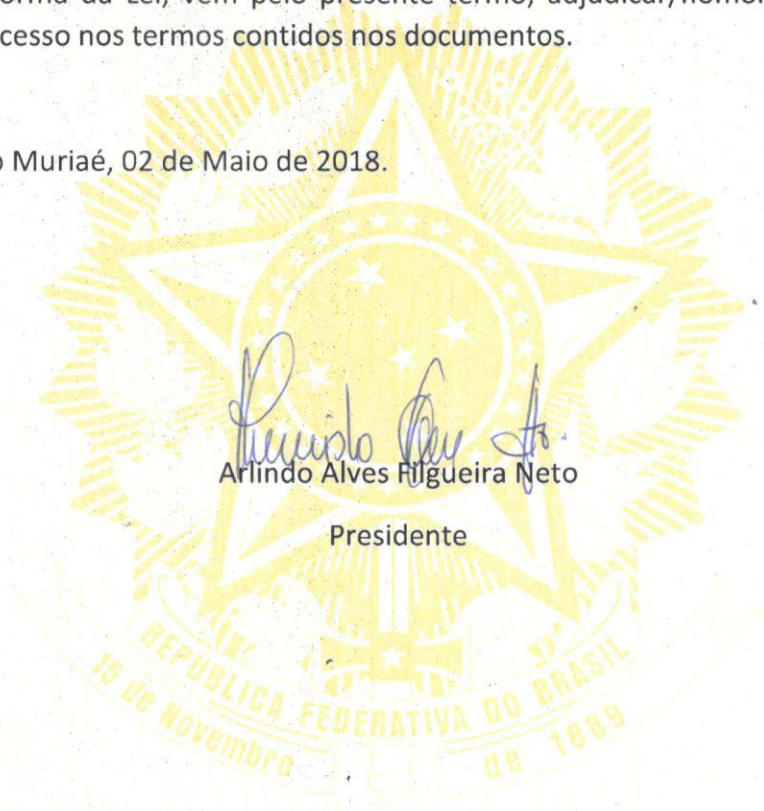 forma da Lei, vem pelo presente termo, adjudicar/homol
cesso nos termos contidos nos documentos.
o Muriaé, 02 de Maio de 2018.
Arlindo Alves Filgueira Neto
Presidente
REPUBLICA FEDERATIVA DO BRASIL
15 de Novembro de 1889